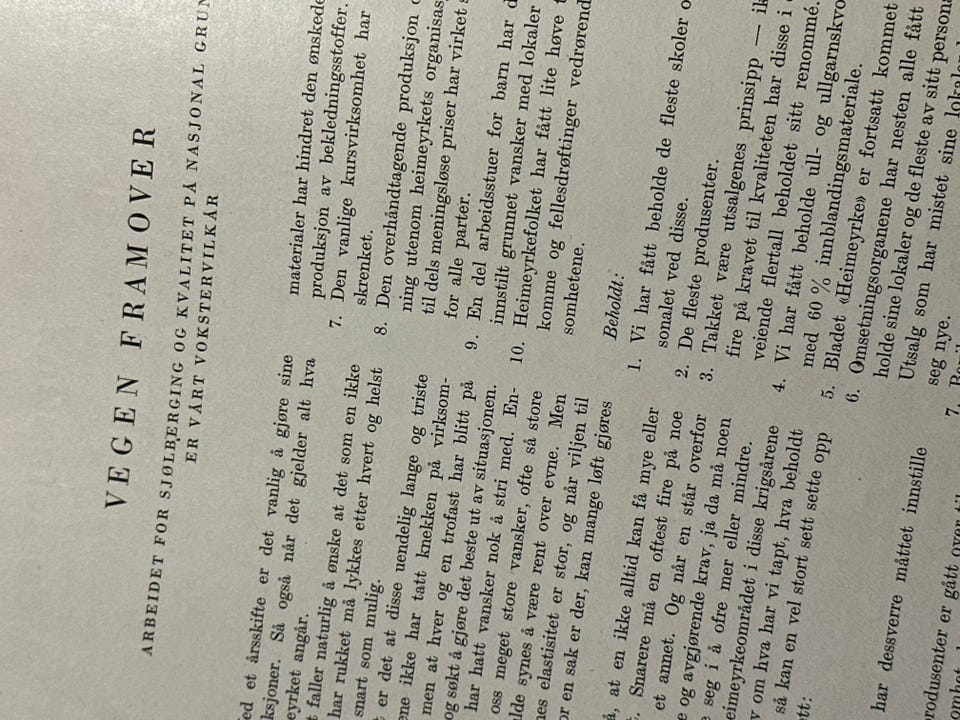 VEGEN FRAMOVER
ARBEIDET FOR SJØLBERGING OG KVALITET PÅ NASJONAL GRUN
ER VÅRT VOKSTERVILKÅR
ed et årsskifte er det vanlig å gjøre sine
ksjoner. Så også når det gjelder alt hva
eyrket angår.
t faller naturlig å ønske at det som en ikke
har rukket må lykkes etter hvert og helst
smart som mulig.
er det at disse uendelig lange og triste
ene ikke har tatt knekken på virksom-
men at hver og en trofast har blitt på
og søkt å gjøre det beste ut av situasjonen.
har hatt vansker nok å stri med. En-
oss meget store vansker, ofte så store
lde synes å være rent over evne. Men
nes elastisitet er stor, og når viljen til
or en sak er der, kan mange løft gjøres
å, at en ikke alltid kan få mye eller
Snarere må en oftest fire på noe
et annet. Og når en står overfor
e og avgjørende krav, ja da må noen
seg i å ofre mer eller mindre.
eimeyrkeområdet i disse krigsårene
v om hva har vi tapt, hva beholdt
så kan en vel stort sett sette opp
tt:
har dessverre måttet innstille
rodusenter er gått over til
materialer har hindret den ønskede
produksjon av bekledningsstoffer.
7. Den vanlige kursvirksomhet har
skrenket.
8. Den overhåndtagende produksjon o
ning utenom heimeyrkets organisas
til dels meningsløse priser har virket s
for alle parter.
9. En del arbeidsstuer for barn har d
innstilt grunnet vansker med lokaler
10. Heimeyrkefolket har fått lite høve t
komme og fellesdrøftinger vedrørend
somhetene.
Beholdt:
1. Vi har fått beholde de fleste skoler o
sonalet ved disse.
2. De fleste produsenter.
3. Takket være utsalgenes prinsipp — ik
fire på kravet til kvaliteten har disse i
veiende flertall beholdt sitt renommé.
4. Vi har fått beholde ull- og ullgarnskvo
med 60 % innblandingsmateriale.
5. Bladet «Heimeyrke» er fortsatt kommet
6. Omsetningsorganene har nesten alle fått
holde sine lokaler og de fleste av sitt persona
Utsalg som har mistet sine lokaler
seg nye.
7.